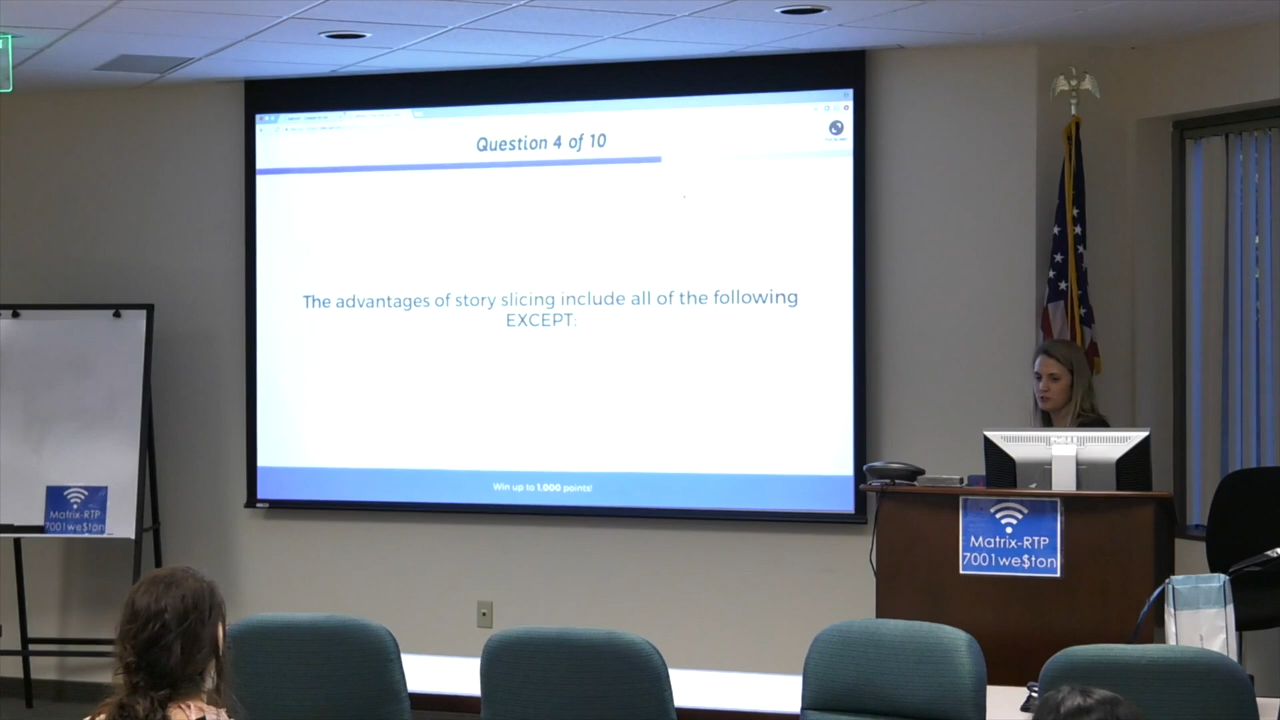 Question 4 of 10
The advantages of story slicing include all of the following
EXCEPT:
Win up to 1,000 points!
Matrix-RTP
7001we$ton
Matrix-RTP
7001we$ton
DELL